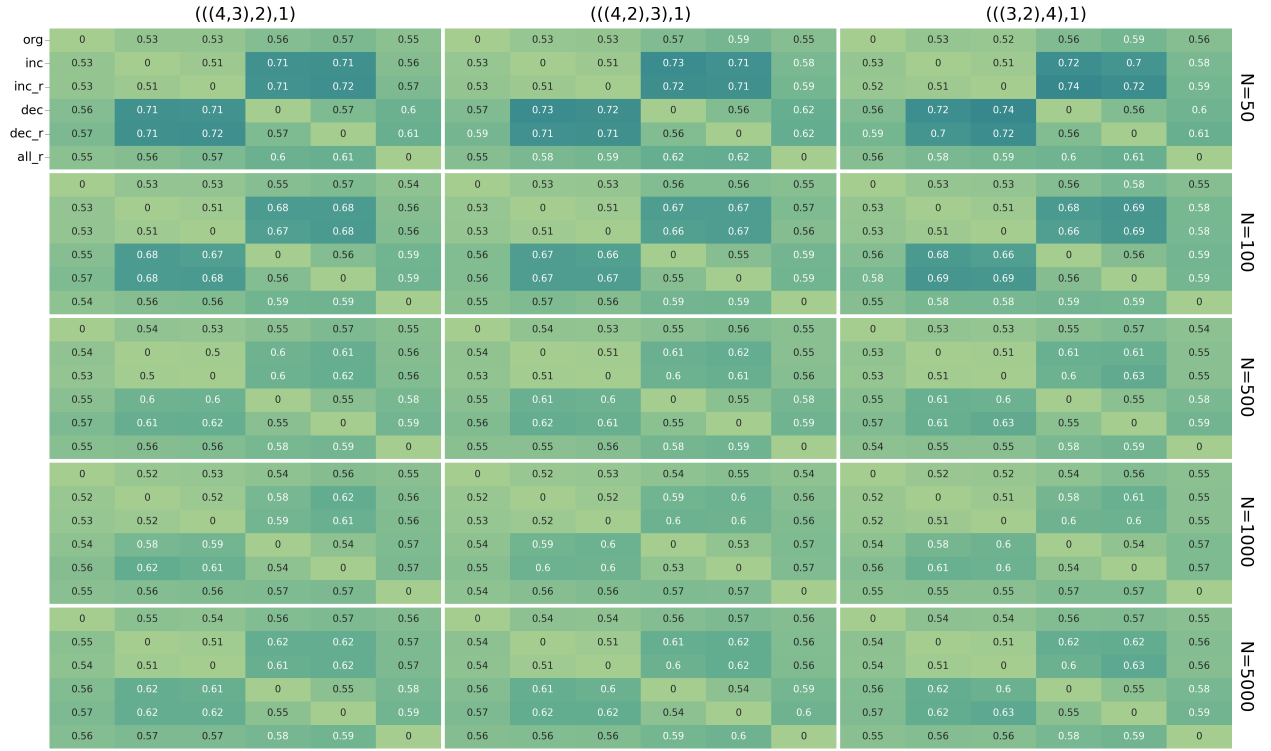 (((4,3),2),1) (((4,2),3),1) (((3,2),4),1)
org 0 0.53 0.53 0.56 0.57 0.55 0 0.53 0.53 0.57 0.59 0.55 0 0.53 0.52 0.56 0.59 0.56
inc 0.53 0 0.51 0.71 0.71 0.56 0.53 0 0.51 0.73 0.71 0.58 0.53 0 0.51 0.72 0.7 0.58
inc_r 0.53 0.51 0 0.71 0.72 0.57 0.53 0.51 0 0.72 0.71 0.59 0.52 0.51 0 0.74 0.72 0.59
dec 0.56 0.71 0.71 0 0.57 0.6 0.57 0.73 0.72 0 0.56 0.62 0.56 0.72 0.74 0 0.56 0.6
dec_r 0.57 0.71 0.72 0.57 0 0.61 0.59 0.71 0.71 0.56 0 0.62 0.59 0.7 0.72 0.56 0 0.61
all_r 0.55 0.56 0.57 0.6 0.61 0 0.55 0.58 0.59 0.62 0.62 0 0.56 0.58 0.59 0.6 0.61 0
N=50
0 0.53 0.53 0.55 0.57 0.54 0 0.53 0.53 0.56 0.56 0.55 0 0.53 0.53 0.56 0.58 0.55
0.53 0 0.51 0.68 0.68 0.56 0.53 0 0.51 0.67 0.67 0.57 0.53 0 0.51 0.68 0.69 0.58
0.53 0.51 0 0.67 0.68 0.56 0.53 0.51 0 0.66 0.67 0.56 0.53 0.51 0 0.66 0.69 0.58
0.55 0.68 0.67 0 0.56 0.59 0.56 0.67 0.66 0 0.55 0.59 0.56 0.68 0.66 0 0.56 0.59
0.57 0.68 0.68 0.56 0 0.59 0.56 0.67 0.67 0.55 0 0.59 0.58 0.69 0.69 0.56 0 0.59
0.54 0.56 0.56 0.59 0.59 0 0.55 0.57 0.56 0.59 0.59 0 0.55 0.58 0.58 0.59 0.59 0
N=100
0 0.54 0.53 0.55 0.57 0.55 0 0.54 0.53 0.55 0.56 0.55 0 0.53 0.53 0.55 0.57 0.54
0.54 0 0.5 0.6 0.61 0.56 0.54 0 0.51 0.61 0.62 0.55 0.53 0 0.51 0.61 0.61 0.55
0.53 0.5 0 0.6 0.62 0.56 0.53 0.51 0 0.6 0.61 0.56 0.53 0.51 0 0.6 0.63 0.55
0.55 0.6 0.6 0 0.55 0.58 0.55 0.61 0.6 0 0.55 0.58 0.55 0.61 0.6 0 0.55 0.58
0.57 0.61 0.62 0.55 0 0.59 0.56 0.62 0.61 0.55 0 0.59 0.57 0.61 0.63 0.55 0 0.59
0.55 0.56 0.56 0.58 0.59 0 0.55 0.55 0.56 0.58 0.59 0 0.54 0.55 0.55 0.58 0.59 0
N=500
0 0.52 0.53 0.54 0.56 0.55 0 0.52 0.53 0.54 0.55 0.54 0 0.52 0.52 0.54 0.56 0.55
0.52 0 0.52 0.58 0.62 0.56 0.52 0 0.52 0.59 0.6 0.56 0.52 0 0.51 0.58 0.61 0.55
0.53 0.52 0 0.59 0.61 0.56 0.53 0.52 0 0.6 0.6 0.56 0.52 0.51 0 0.6 0.6 0.55
0.54 0.58 0.59 0 0.54 0.57 0.54 0.59 0.6 0 0.53 0.57 0.54 0.58 0.6 0 0.54 0.57
0.56 0.62 0.61 0.54 0 0.57 0.55 0.6 0.6 0.53 0 0.57 0.56 0.61 0.6 0.54 0 0.57
0.55 0.56 0.56 0.57 0.57 0 0.54 0.56 0.56 0.57 0.57 0 0.55 0.55 0.55 0.57 0.57 0
N=1000
0 0.55 0.54 0.56 0.57 0.56 0 0.54 0.54 0.56 0.57 0.56 0 0.54 0.54 0.56 0.57 0.55
0.55 0 0.51 0.62 0.62 0.57 0.54 0 0.51 0.61 0.62 0.56 0.54 0 0.51 0.62 0.62 0.56
0.54 0.51 0 0.61 0.62 0.57 0.54 0.51 0 0.6 0.62 0.56 0.54 0.51 0 0.6 0.63 0.56
0.56 0.62 0.61 0 0.55 0.58 0.56 0.61 0.6 0 0.54 0.59 0.56 0.62 0.6 0 0.55 0.58
0.57 0.62 0.62 0.55 0 0.59 0.57 0.62 0.62 0.54 0 0.6 0.57 0.62 0.63 0.55 0 0.59
0.56 0.57 0.57 0.58 0.59 0 0.56 0.56 0.56 0.59 0.6 0 0.55 0.56 0.56 0.58 0.59 0
N=5000